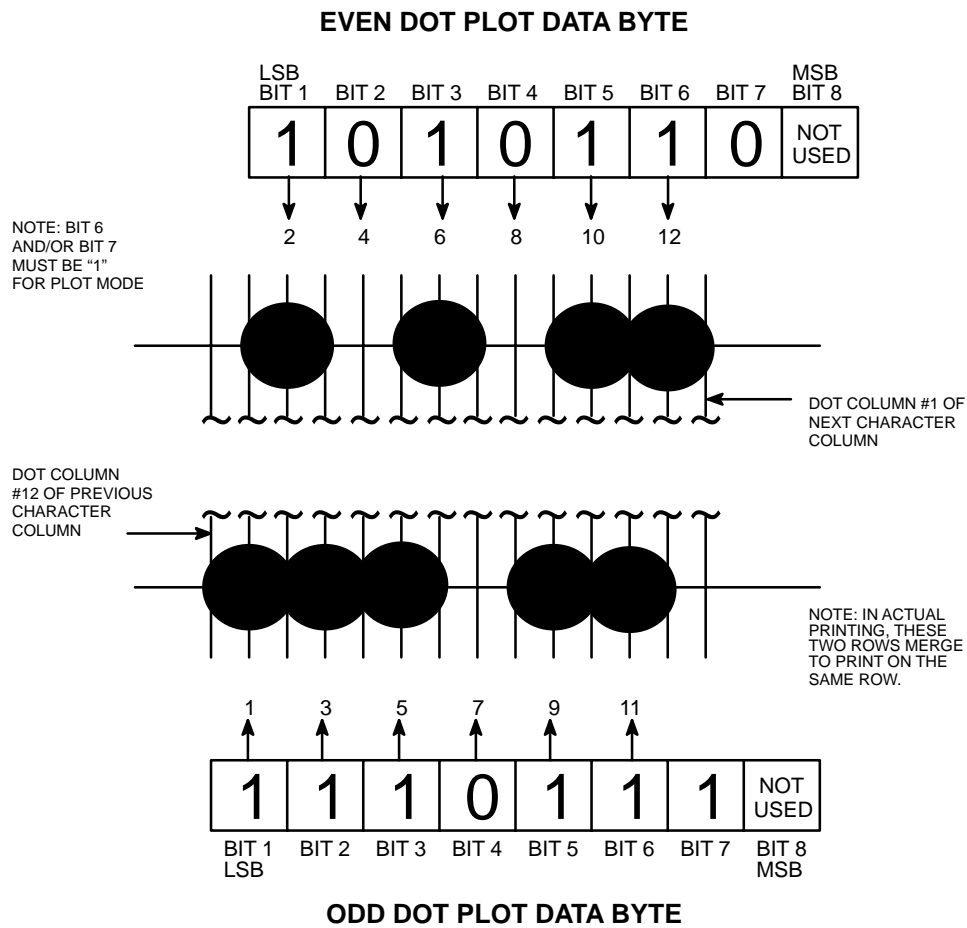 EVEN DOT PLOT DATA BYTE
LSB MSB
BIT 1 BIT 2 BIT 3 BIT 4 BIT 5 BIT 6 BIT 7 BIT 8
1 0 1 0 1 1 0 NOT
USED
2 4 6 8 10 12
NOTE: BIT 6
AND/OR BIT 7
MUST BE “1”
FOR PLOT MODE
DOT COLUMN #1 OF
NEXT CHARACTER
COLUMN
DOT COLUMN
#12 OF PREVIOUS
CHARACTER
COLUMN
NOTE: IN ACTUAL
PRINTING, THESE
TWO ROWS MERGE
TO PRINT ON THE
SAME ROW.
1 3 5 7 9 11
1 1 1 0 1 1 1 NOT
USED
BIT 1 BIT 2 BIT 3 BIT 4 BIT 5 BIT 6 BIT 7 BIT 8
LSB MSB
ODD DOT PLOT DATA BYTE